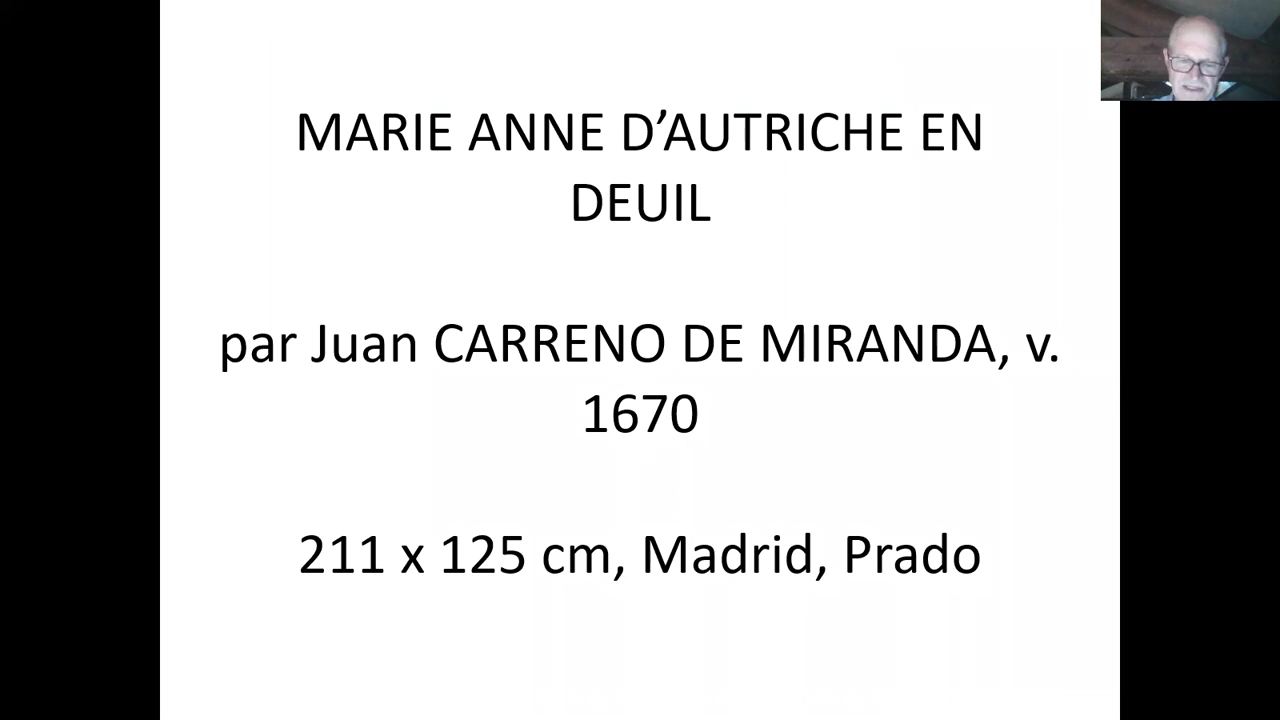 MARIE ANNE D’AUTRICHE EN
DEUIL
par Juan CARRENO DE MIRANDA, v.
1670
211 x 125 cm, Madrid, Prado